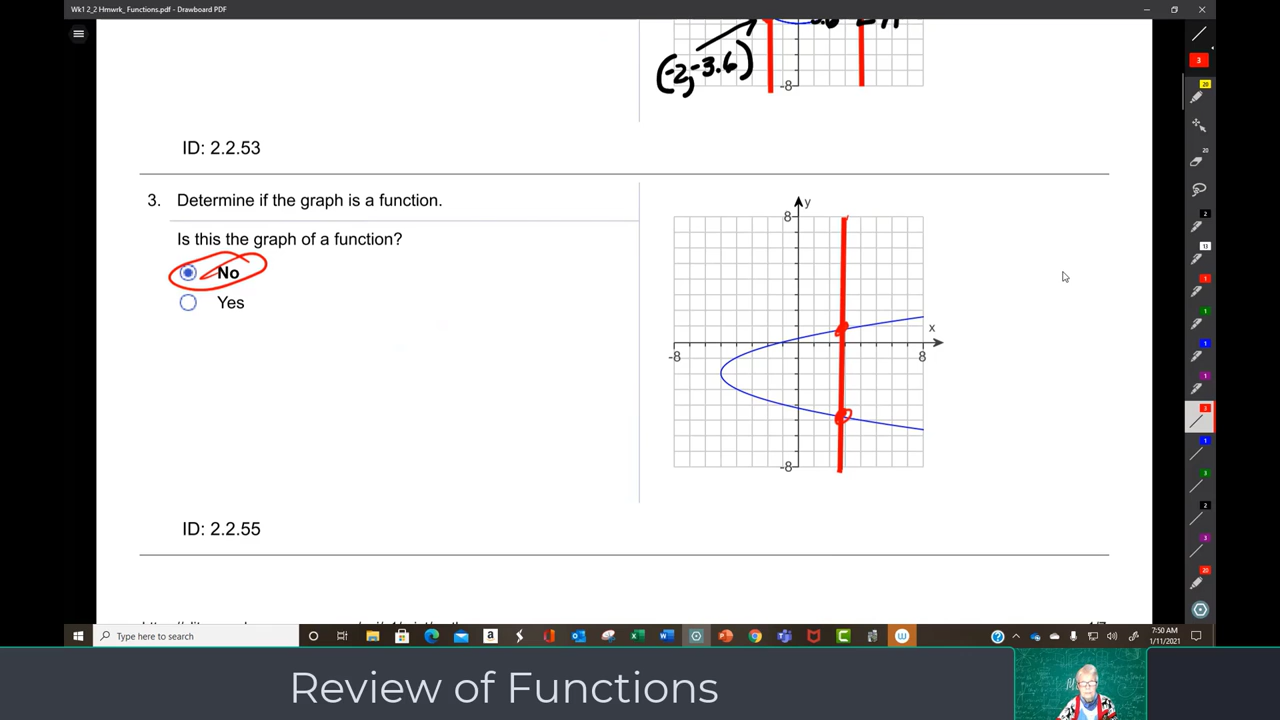 Wk1 2_2 Hmwrk_ Functions.pdf - Drawboard PDF
(-2,-3.6)
-8
ID: 2.2.53
3. Determine if the graph is a function.
Is this the graph of a function?
No
Yes
y
8
x
-8
8
-8
ID: 2.2.55
Type here to search
7:50 AM
1/11/2021
Review of Functions